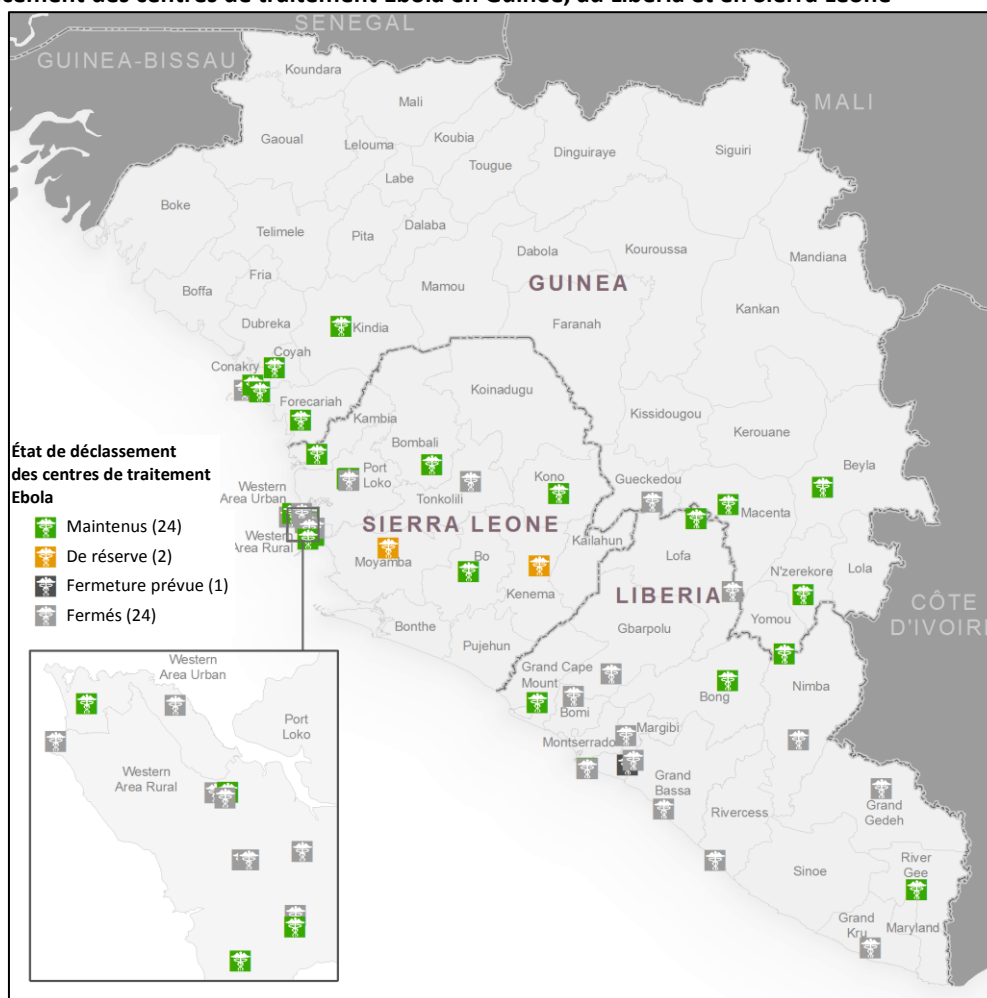 cement des centres de traitement Ebola en Guinée, au Libéria et en Sierra Leone
SENEGAL
GUINEA-BISSAU
MALI
Koundara
Mali
Gaoual
Lelouma
Koubia
Tougue
Dinguiraye
Siguiri
Labe
Boke
Telimele
Pita
Dalaba
Dabola
Kouroussa
Mandiana
Fria
Boffa
Mamou
GUINEA
Kankan
Dubreka
Kindia
Faranah
Coyah
Conakry
Koinadugu
Forecariah
Kambia
Kissidougou
Kerouane
Bombali
Beyla
Port
Loko
Kono
Gueckedou
Tonkolili
Macenta
Western
Area Urban
SIERRA LEONE
Western
Area Rural
Kailahun
Lofa
Moyamba
Bo
Kenema
N'zerekore
Lola
LIBERIA
CÔTE
D'IVOIRE
Bonthe
Gbarpolu
Yomou
Pujehun
Grand Cape
Mount
Bong
Nimba
Bomi
Montserrado
Margibi
Grand
Bassa
Rivercess
Grand
Gedeh
Sinoe
River
Gee
Grand
Kru
Maryland
État de déclassement
des centres de traitement
Ebola
Maintenus (24)
De réserve (2)
Fermeture prévue (1)
Fermés (24)
Western
Area Urban
Port
Loko
Western
Area Rural